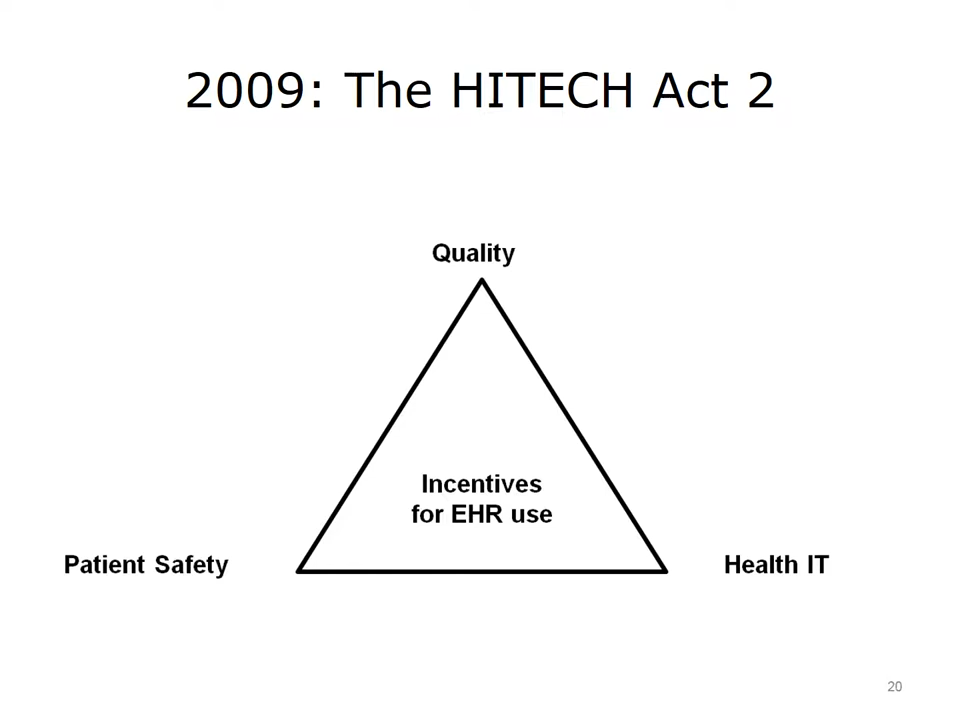 2009: The HITECH Act 2
Quality
Incentives
for EHR use
Patient Safety
Health IT
20